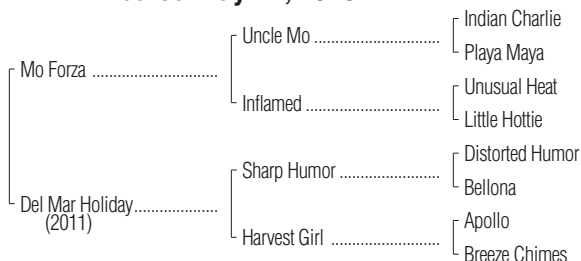 Indian Charlie
Uncle Mo
Playa Maya
Mo Forza
Unusual Heat
Inflamed
Little Hottie
Distorted Humor
Sharp Humor
Bellona
Del Mar Holiday
(2011)
Apollo
Harvest Girl
Breeze Chimes